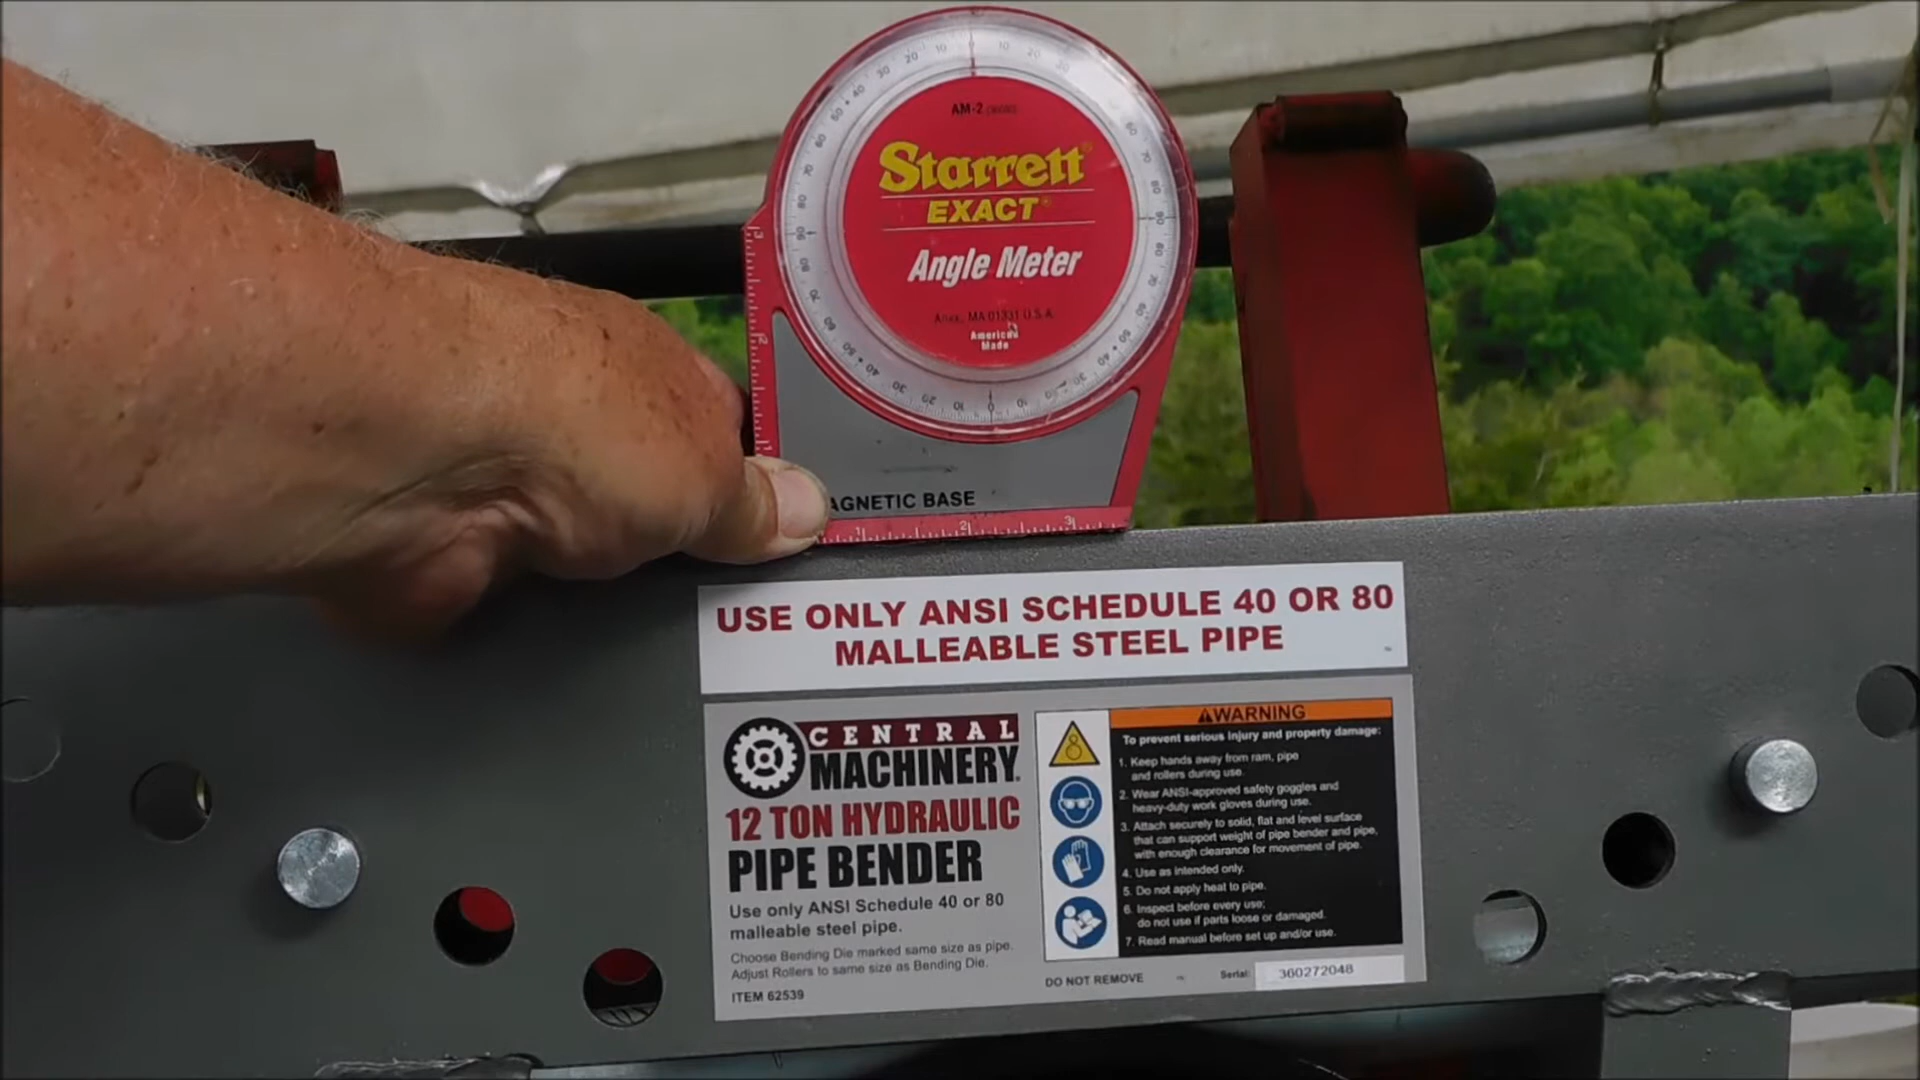 AM-2
Starrett
EXACT
Angle Meter
Athol, MA 01331 U.S.A.
American
Made
AGNETIC BASE
1 2 3
USE ONLY ANSI SCHEDULE 40 OR 80
MALLEABLE STEEL PIPE
CENTRAL
MACHINERY
12 TON HYDRAULIC
PIPE BENDER
Use only ANSI Schedule 40 or 80
malleable steel pipe.
Choose Bending Die marked same size as pipe.
Adjust Rollers to same size as Bending Die.
ITEM 62539
WARNING
To prevent serious injury and property damage:
1. Keep hands away from ram, pipe
and rollers during use.
2. Wear ANSI-approved safety goggles and
heavy-duty work gloves during use.
3. Attach securely to solid, flat and level surface
that can support weight of pipe bender and pipe,
with enough clearance for movement of pipe.
4. Use as intended only.
5. Do not apply heat to pipe.
6. Inspect before every use;
do not use if parts loose or damaged.
7. Read manual before set up and/or use.
DO NOT REMOVE
Serial: 360272048